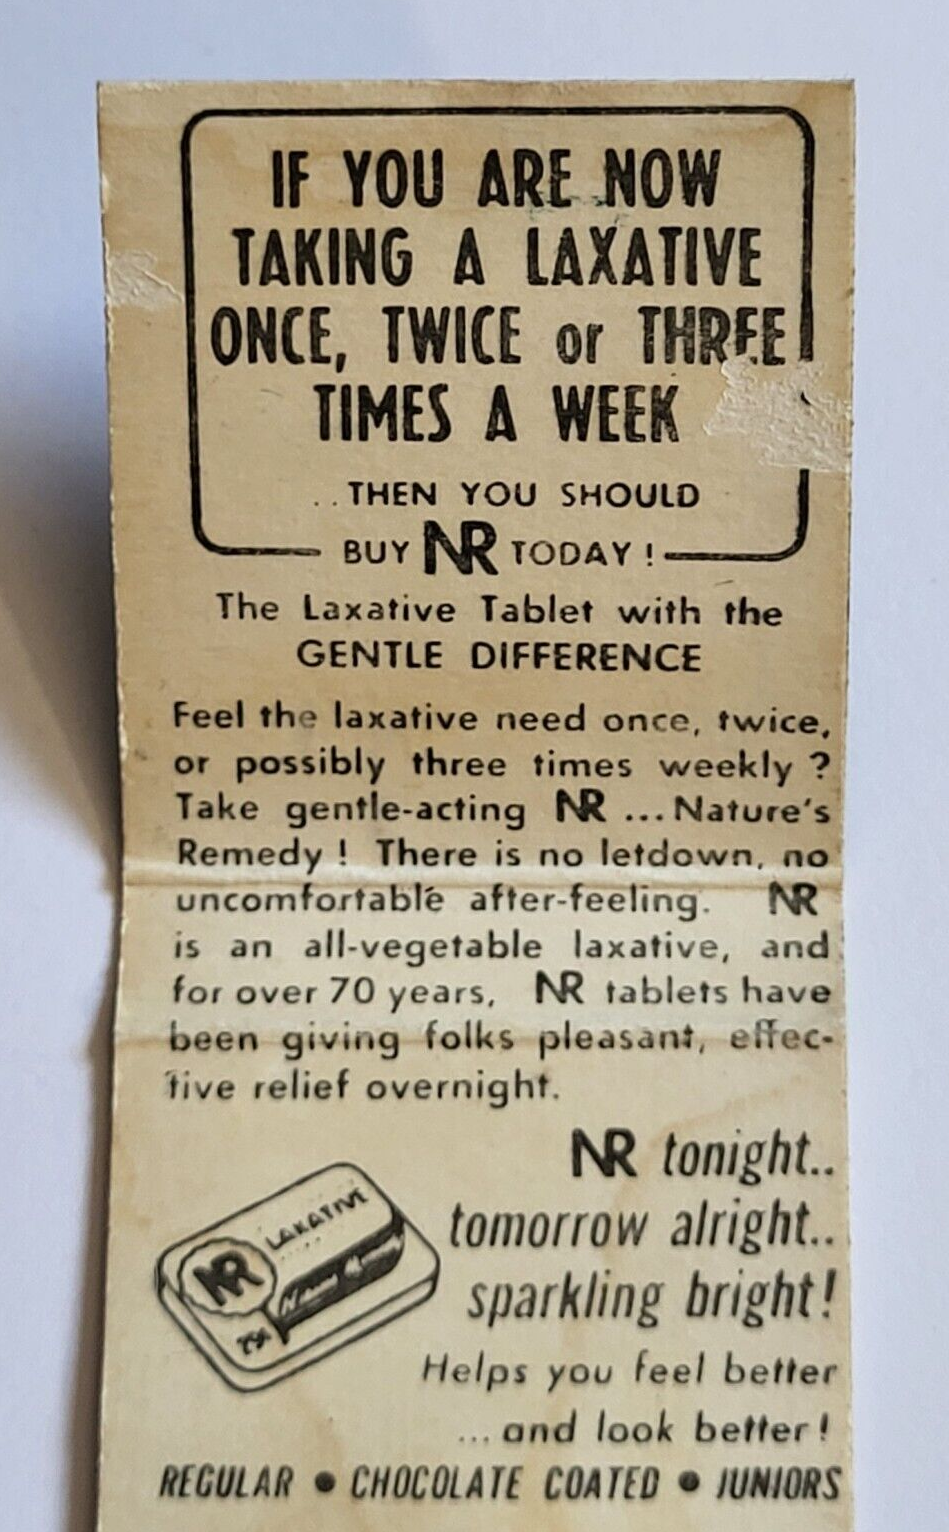 IF YOU ARE NOW
TAKING A LAXATIVE
ONCE, TWICE or THREE
TIMES A WEEK
..THEN YOU SHOULD
BUY NR TODAY!
The Laxative Tablet with the
GENTLE DIFFERENCE
Feel the laxative need once, twice,
or possibly three times weekly?
Take gentle-acting NR ... Nature's
Remedy! There is no letdown, no
uncomfortable after-feeling. NR
is an all-vegetable laxative, and
for over 70 years, NR tablets have
been giving folks pleasant, effec-
tive relief overnight.
NR tonight..
tomorrow alright..
sparkling bright!
LAXATIVE
NR
25¢
Helps you feel better
...and look better!
REGULAR • CHOCOLATE COATED • JUNIORS